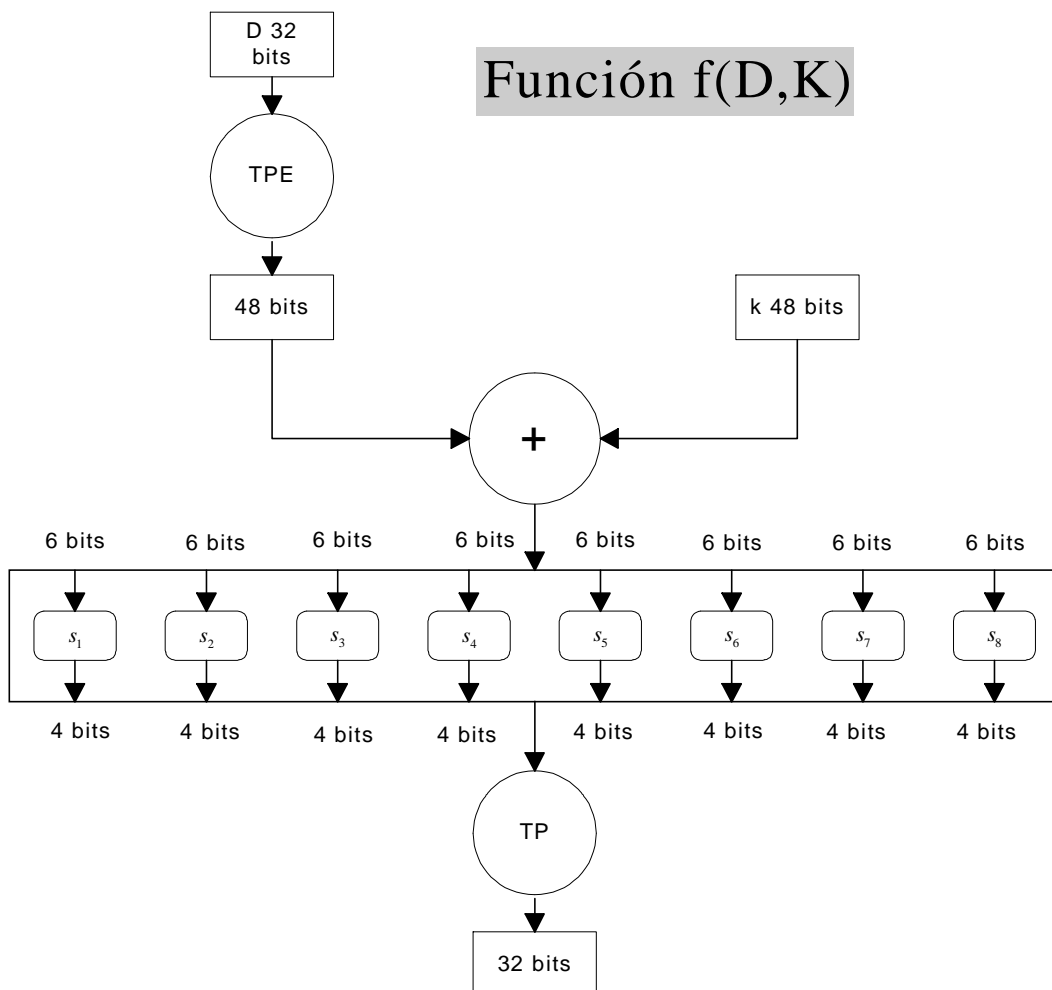 D 32
bits
Función f(D,K)
TPE
48 bits
k 48 bits
+
6 bits 6 bits 6 bits 6 bits 6 bits 6 bits 6 bits 6 bits
s₁ s₂ s₃ s₄ s₅ s₆ s₇ s₈
4 bits 4 bits 4 bits 4 bits 4 bits 4 bits 4 bits 4 bits
TP
32 bits